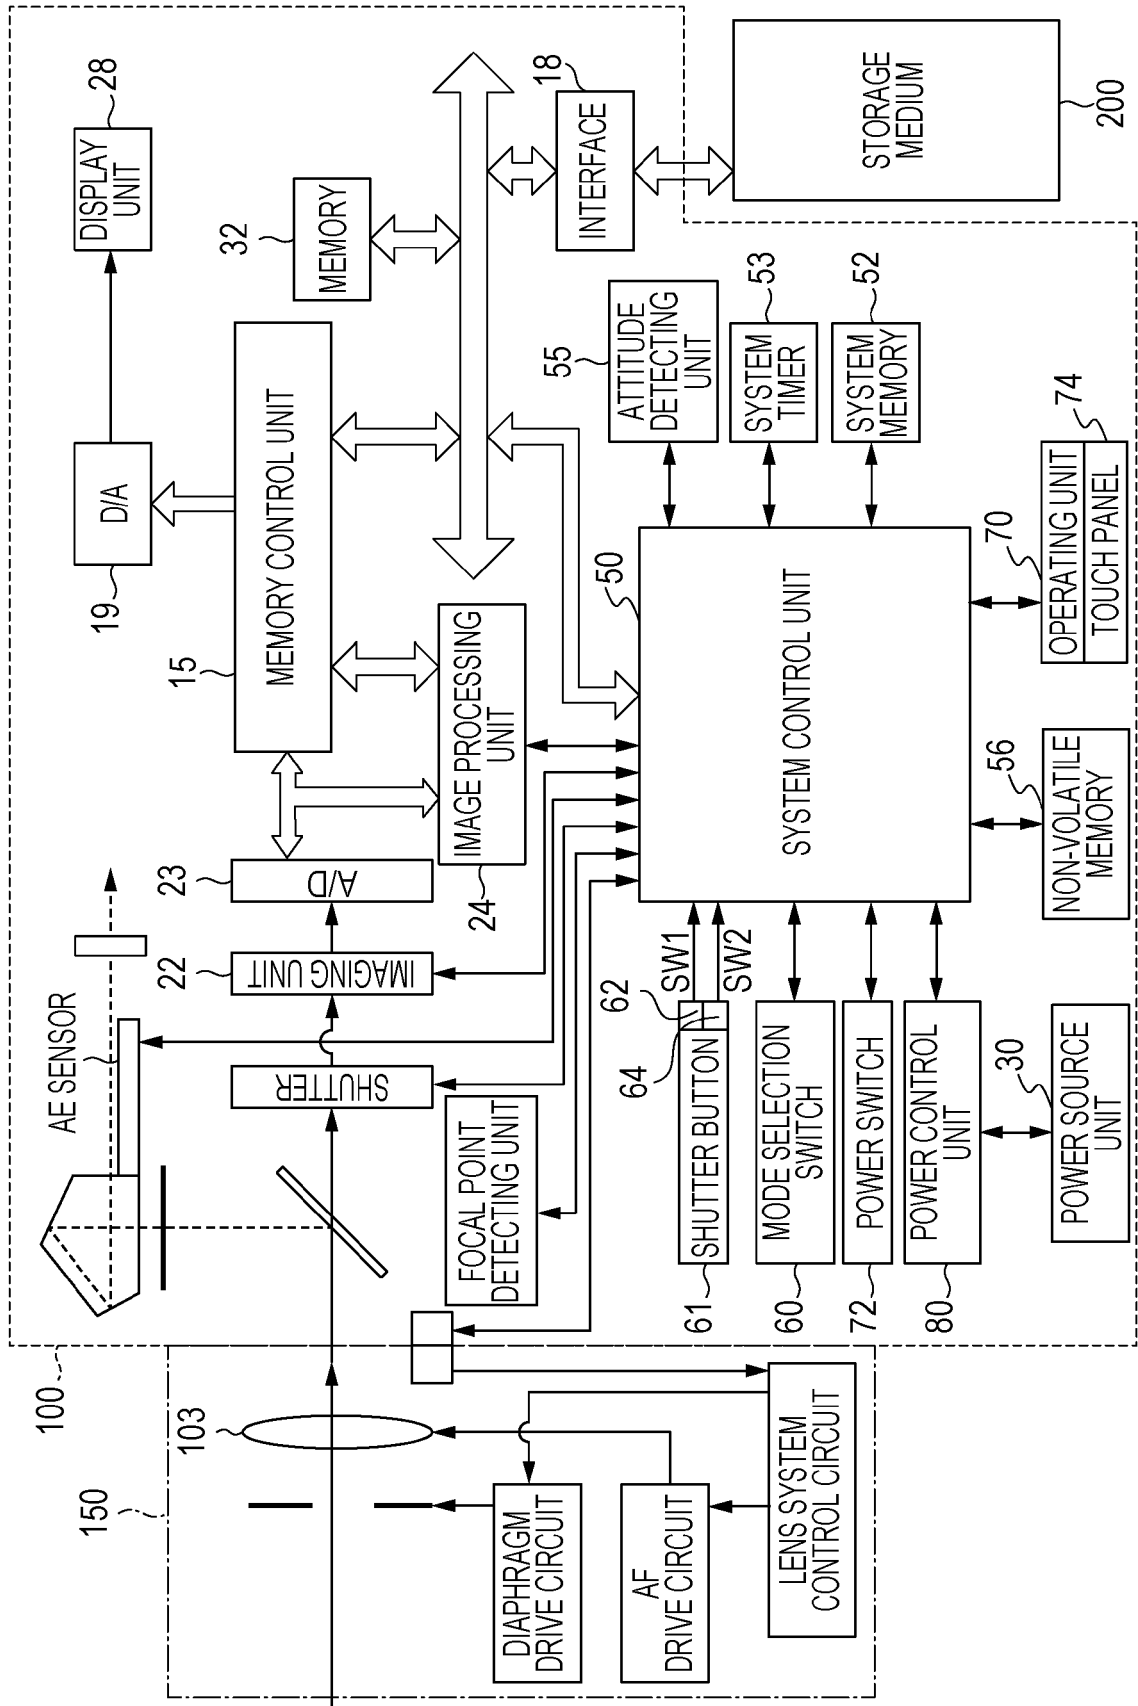 150
100
103
DIAPHRAGM
DRIVE CIRCUIT
AF
DRIVE CIRCUIT
LENS SYSTEM
CONTROL CIRCUIT
AE SENSOR
SHUTTER
22
IMAGING UNIT
23
A/D
FOCAL POINT
DETECTING UNIT
24
IMAGE PROCESSING
UNIT
15
MEMORY CONTROL UNIT
19
D/A
28
DISPLAY
UNIT
32
MEMORY
18
INTERFACE
STORAGE
MEDIUM
200
50
SYSTEM CONTROL UNIT
55
ATTITUDE
DETECTING
UNIT
53
SYSTEM
TIMER
52
SYSTEM
MEMORY
61
SHUTTER BUTTON
62
64
SW1
SW2
60
MODE SELECTION
SWITCH
72
POWER SWITCH
80
POWER CONTROL
UNIT
30
POWER SOURCE
UNIT
56
NON-VOLATILE
MEMORY
70
OPERATING UNIT
TOUCH PANEL
74